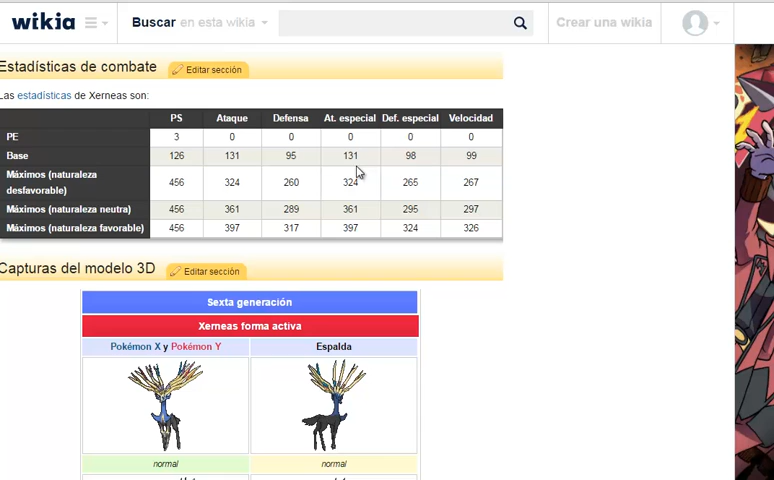 wikia Buscar en esta wikia Crear una wikia
Estadísticas de combate Editar sección
Las estadísticas de Xerneas son:
PS Ataque Defensa At. especial Def. especial Velocidad
PE 3 0 0 0 0 0
Base 126 131 95 131 98 99
Máximos (naturaleza desfavorable) 456 324 260 324 265 267
Máximos (naturaleza neutra) 456 361 289 361 295 297
Máximos (naturaleza favorable) 456 397 317 397 324 326
Capturas del modelo 3D Editar sección
Sexta generación
Xerneas forma activa
Pokémon X y Pokémon Y Espalda
normal normal